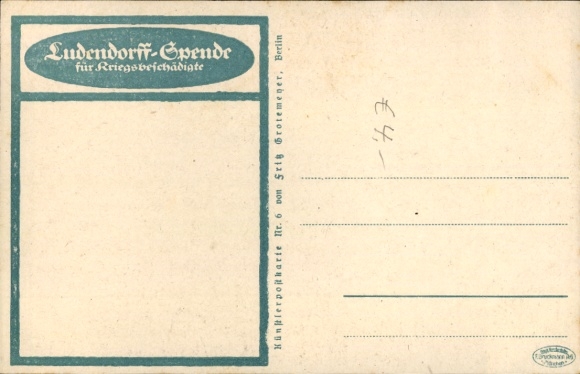 Ludendorff-Spende
für Kriegsbeschädigte
Künstlerpostkarte Nr. 6 von Fritz Grotemeyer, Berlin